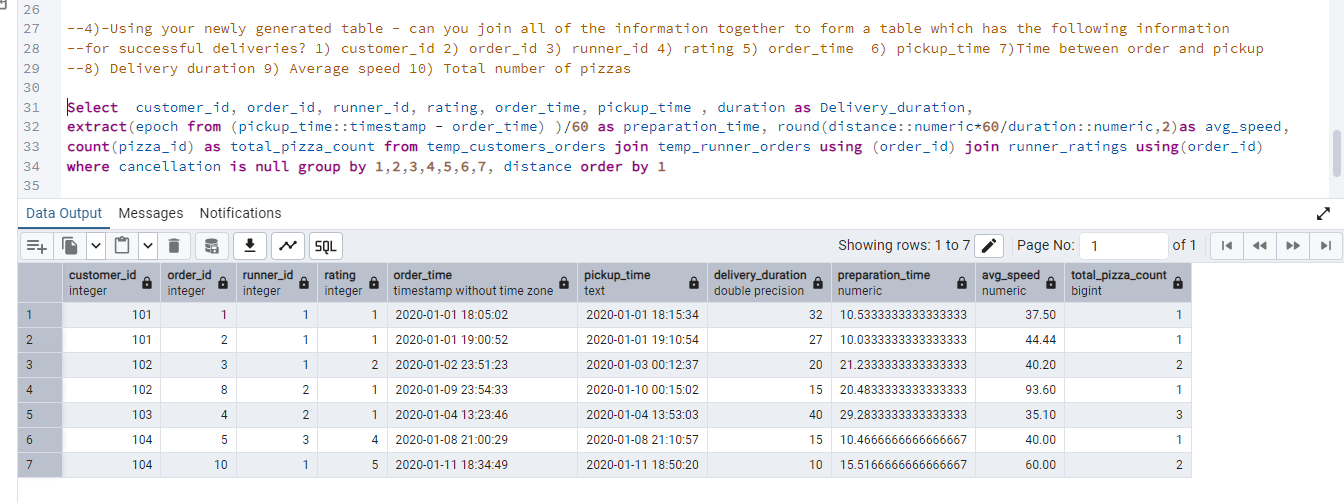 26
27 --4)-Using your newly generated table - can you join all of the information together to form a table which has the following information
28 --for successful deliveries? 1) customer_id 2) order_id 3) runner_id 4) rating 5) order_time  6) pickup_time 7)Time between order and pickup
29 --8) Delivery duration 9) Average speed 10) Total number of pizzas
30
31 Select  customer_id, order_id, runner_id, rating, order_time, pickup_time , duration as Delivery_duration,
32 extract(epoch from (pickup_time::timestamp - order_time) )/60 as preparation_time, round(distance::numeric*60/duration::numeric,2)as avg_speed,
33 count(pizza_id) as total_pizza_count from temp_customers_orders join temp_runner_orders using (order_id) join runner_ratings using(order_id)
34 where cancellation is null group by 1,2,3,4,5,6,7, distance order by 1
35
Data Output Messages Notifications
SQL Showing rows: 1 to 7 Page No: 1 of 1
customer_id order_id runner_id rating order_time pickup_time delivery_duration preparation_time avg_speed total_pizza_count
integer integer integer integer timestamp without time zone text double precision numeric numeric bigint
1 101 1 1 1 2020-01-01 18:05:02 2020-01-01 18:15:34 32 10.5333333333333333 37.50 1
2 101 2 1 1 2020-01-01 19:00:52 2020-01-01 19:10:54 27 10.0333333333333333 44.44 1
3 102 3 1 2 2020-01-02 23:51:23 2020-01-03 00:12:37 20 21.2333333333333333 40.20 2
4 102 8 2 1 2020-01-09 23:54:33 2020-01-10 00:15:02 15 20.4833333333333333 93.60 1
5 103 4 2 1 2020-01-04 13:23:46 2020-01-04 13:53:03 40 29.2833333333333333 35.10 3
6 104 5 3 4 2020-01-08 21:00:29 2020-01-08 21:10:57 15 10.4666666666666667 40.00 1
7 104 10 1 5 2020-01-11 18:34:49 2020-01-11 18:50:20 10 15.5166666666666667 60.00 2